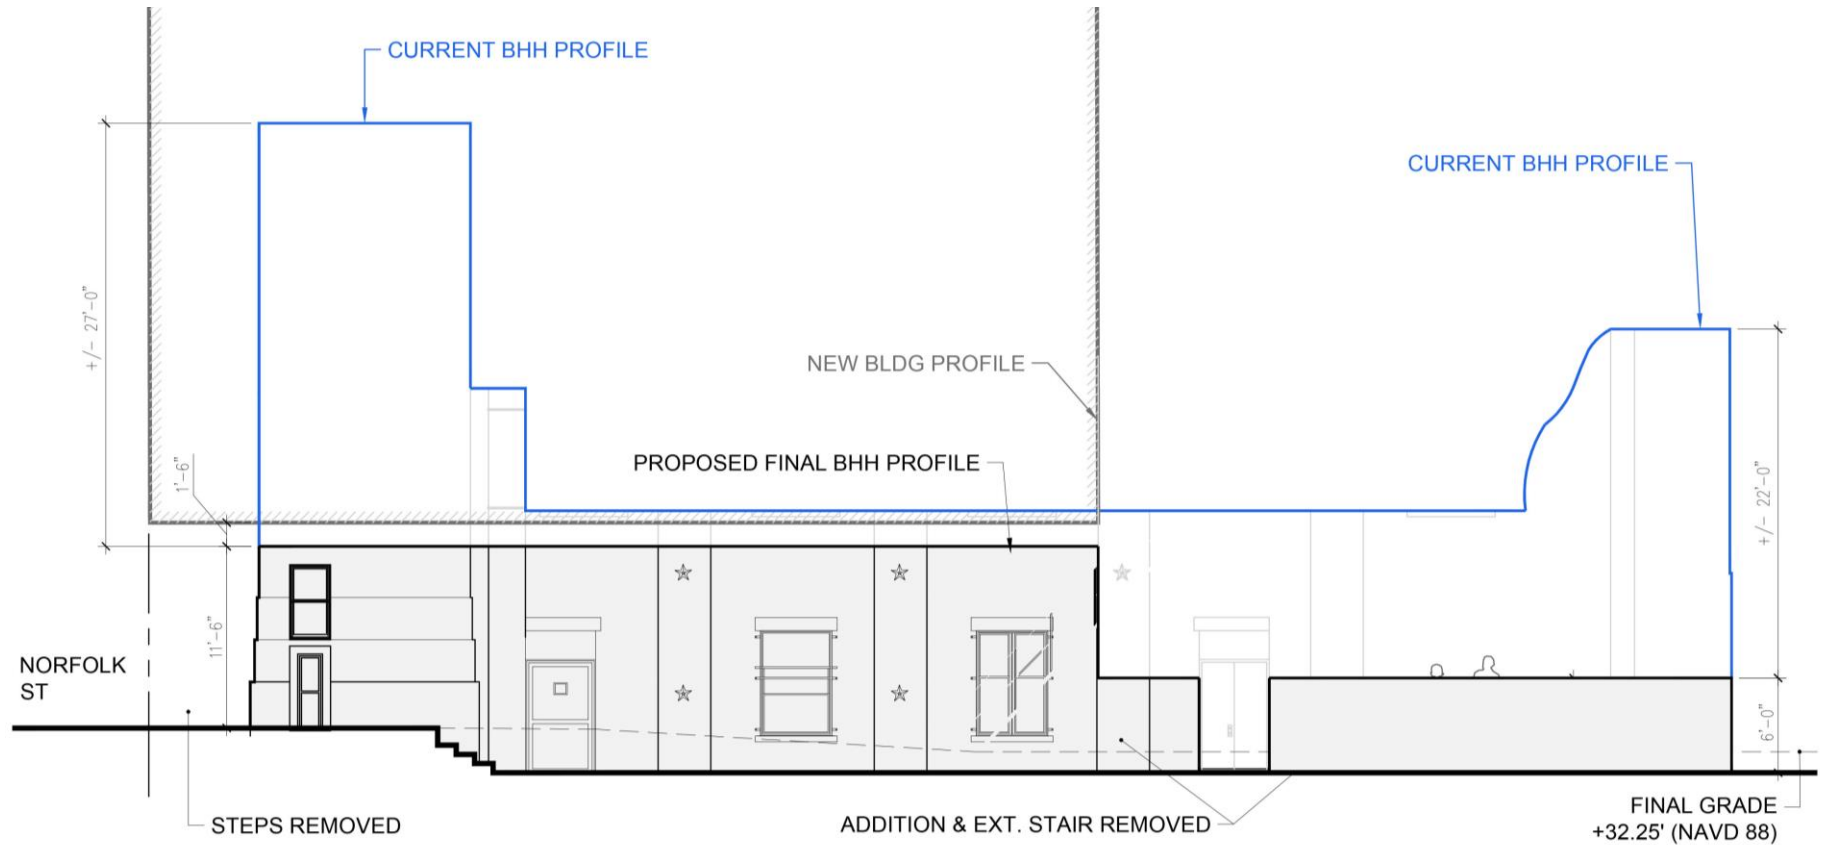 CURRENT BHH PROFILE
CURRENT BHH PROFILE
+/- 27'-0"
NEW BLDG PROFILE
1'-6"
PROPOSED FINAL BHH PROFILE
+/- 22'-0"
11'-6"
NORFOLK
ST
6'-0"
STEPS REMOVED
ADDITION & EXT. STAIR REMOVED
FINAL GRADE
+32.25' (NAVD 88)